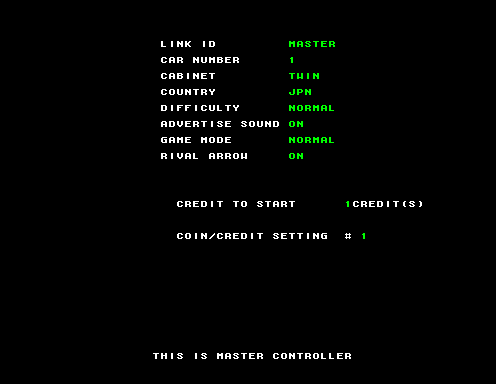 LINK ID MASTER
CAR NUMBER 1
CABINET TWIN
COUNTRY JPN
DIFFICULTY NORMAL
ADVERTISE SOUND ON
GAME MODE NORMAL
RIVAL ARROW ON
CREDIT TO START 1CREDIT(S)
COIN/CREDIT SETTING # 1
THIS IS MASTER CONTROLLER